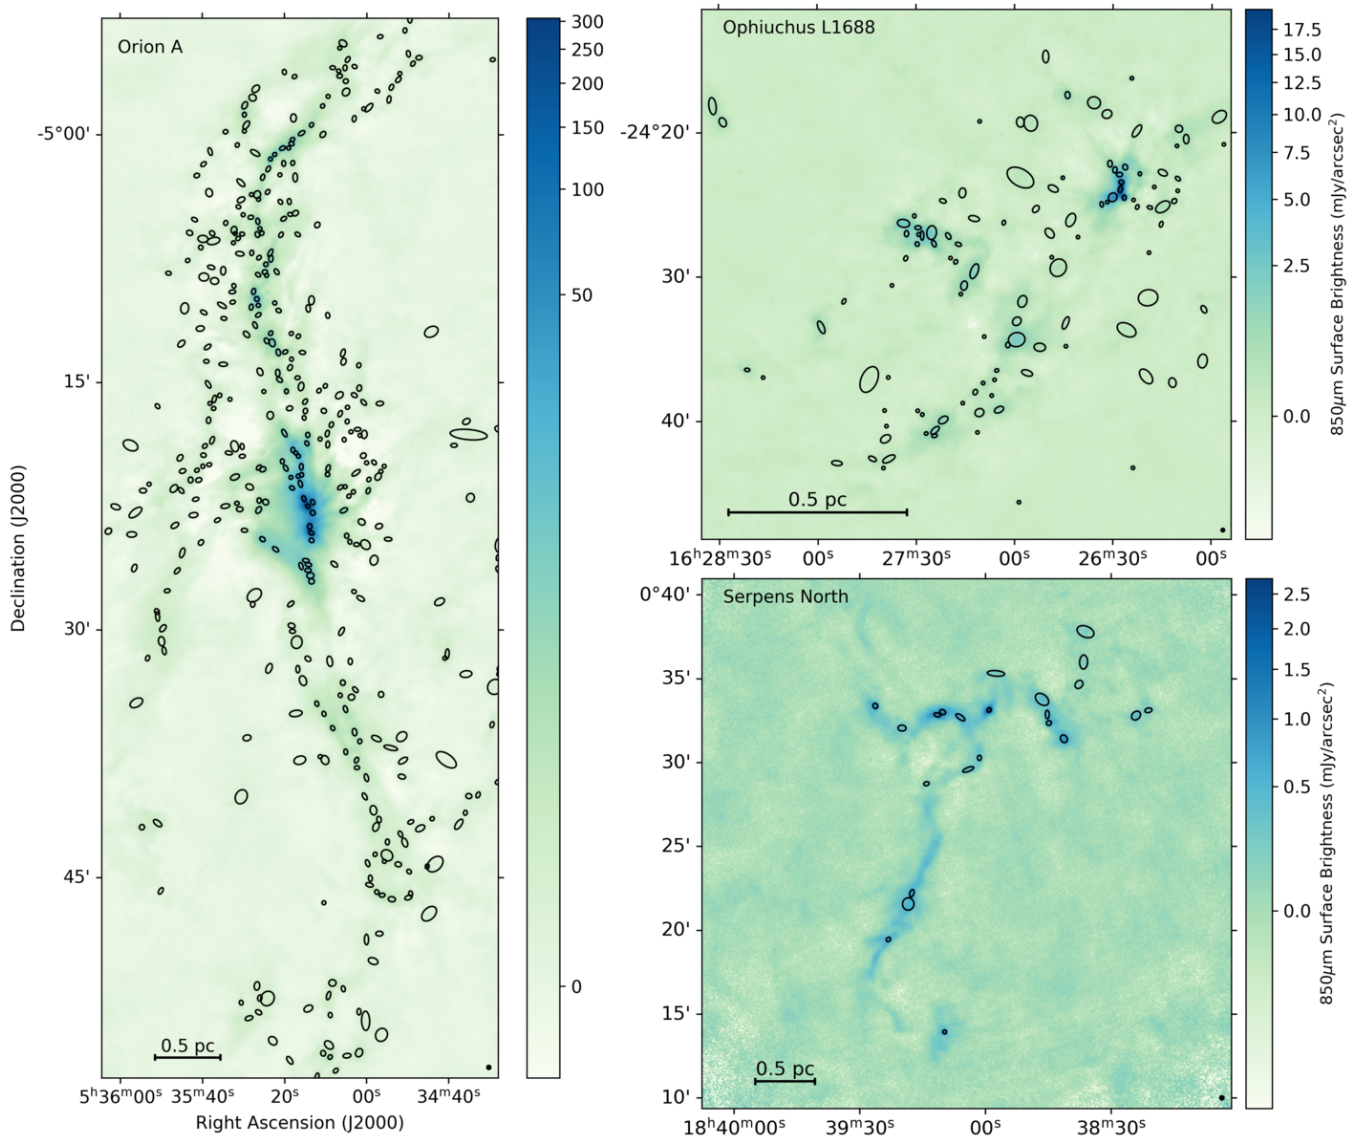 Orion A
-5°00'
15'
30'
45'
Declination (J2000)
0.5 pc
5ʰ36ᵐ00ˢ 35ᵐ40ˢ 20ˢ 00ˢ 34ᵐ40ˢ
Right Ascension (J2000)
300
250
200
150
100
50
0
Ophiuchus L1688
-24°20'
30'
40'
0.5 pc
16ʰ28ᵐ30ˢ 00ˢ 27ᵐ30ˢ 00ˢ 26ᵐ30ˢ 00ˢ
17.5
15.0
12.5
10.0
7.5
5.0
2.5
0.0
850μm Surface Brightness (mJy/arcsec²)
Serpens North
0°40'
35'
30'
25'
20'
15'
10'
0.5 pc
18ʰ40ᵐ00ˢ 39ᵐ30ˢ 00ˢ 38ᵐ30ˢ
2.5
2.0
1.5
1.0
0.5
0.0
850μm Surface Brightness (mJy/arcsec²)